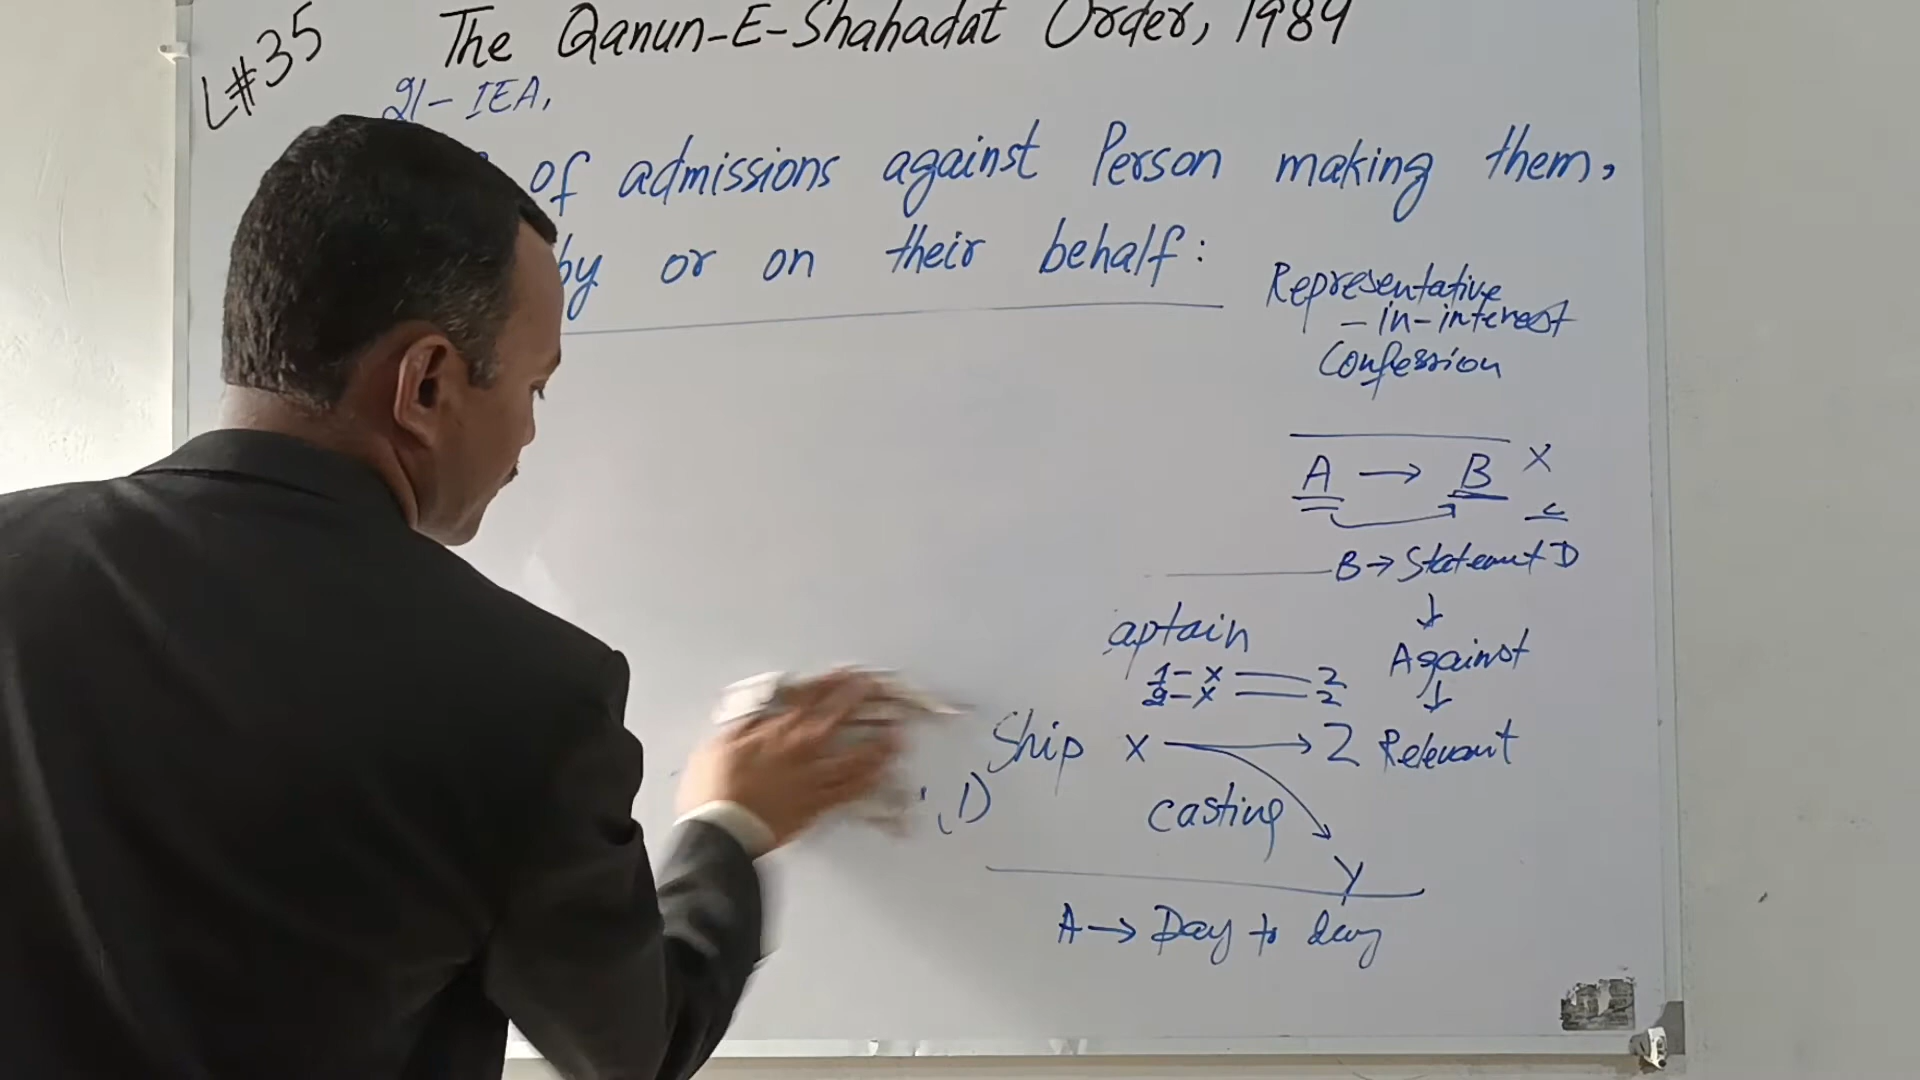 L#35
The Qanun-E-Shahadat Order, 1984
21- IEA,
of admissions against Person making them,
by or on their behalf:
Representative
-in-interest
Confession
A → B X
B → Statement D
↓
aptain
Against
1- x = 2
2- x = 2
↓
Ship X → Z
Relevant
, D
casting
Y
A → Day to day